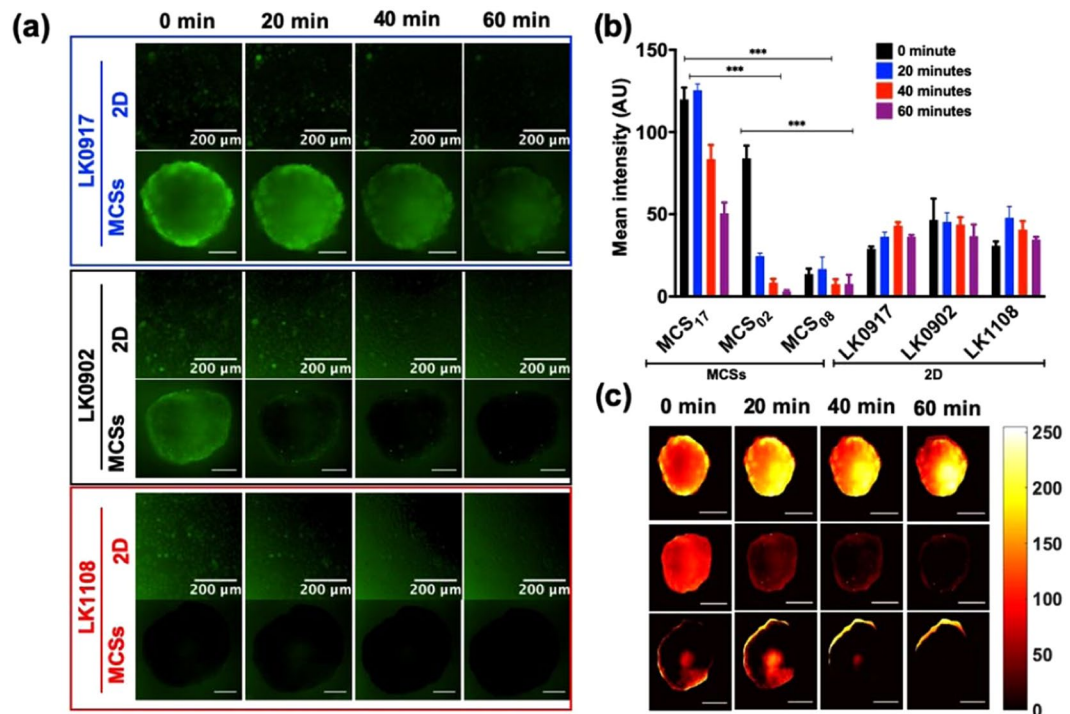 (a)
0 min 20 min 40 min 60 min
LK0917
2D
MCSs
200 µm 200 µm 200 µm 200 µm
LK0902
2D
MCSs
200 µm 200 µm 200 µm 200 µm
LK1108
2D
MCSs
200 µm 200 µm 200 µm 200 µm
(b)
Mean intensity (AU)
150
100
50
0
***
***
***
0 minute
20 minutes
40 minutes
60 minutes
MCS₁₇ MCS₀₂ MCS₀₈ LK0917 LK0902 LK1108
MCSs 2D
(c)
0 min 20 min 40 min 60 min
250
200
150
100
50
0